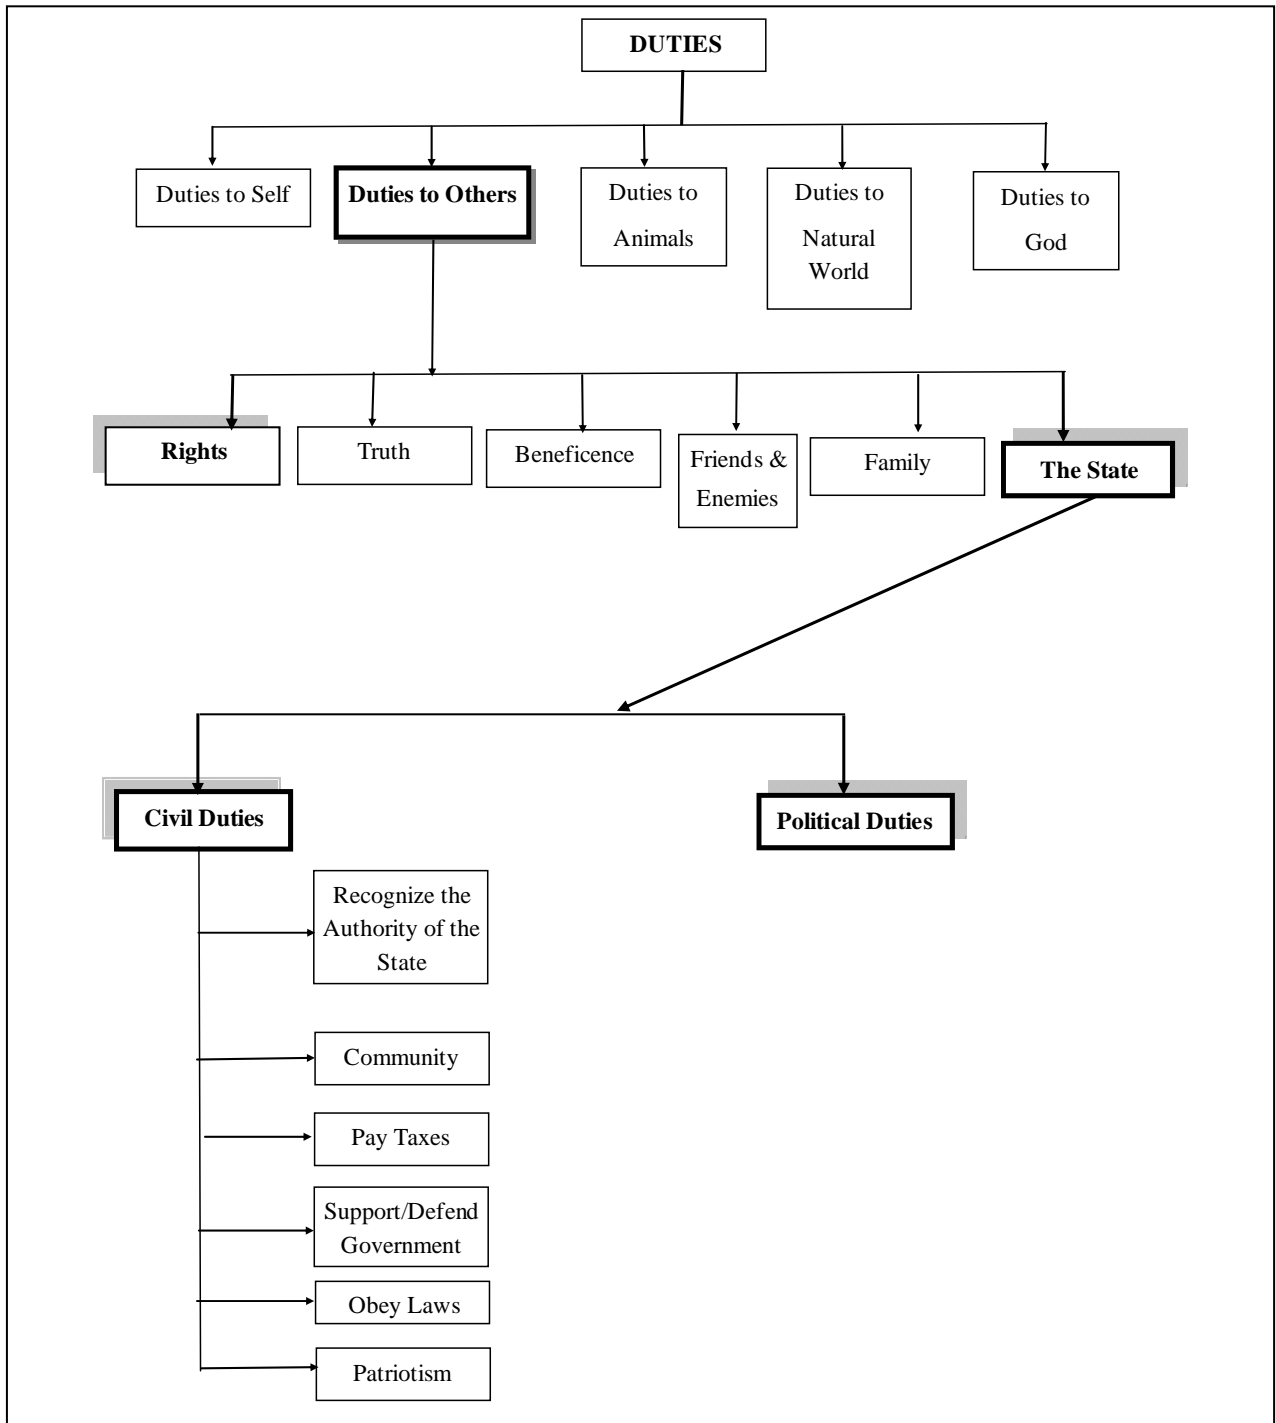 DUTIES
Duties to Self
Duties to Others
Duties to
Animals
Duties to
Natural
World
Duties to
God
Rights
Truth
Beneficence
Friends &
Enemies
Family
The State
Civil Duties
Political Duties
Recognize the
Authority of the
State
Community
Pay Taxes
Support/Defend
Government
Obey Laws
Patriotism